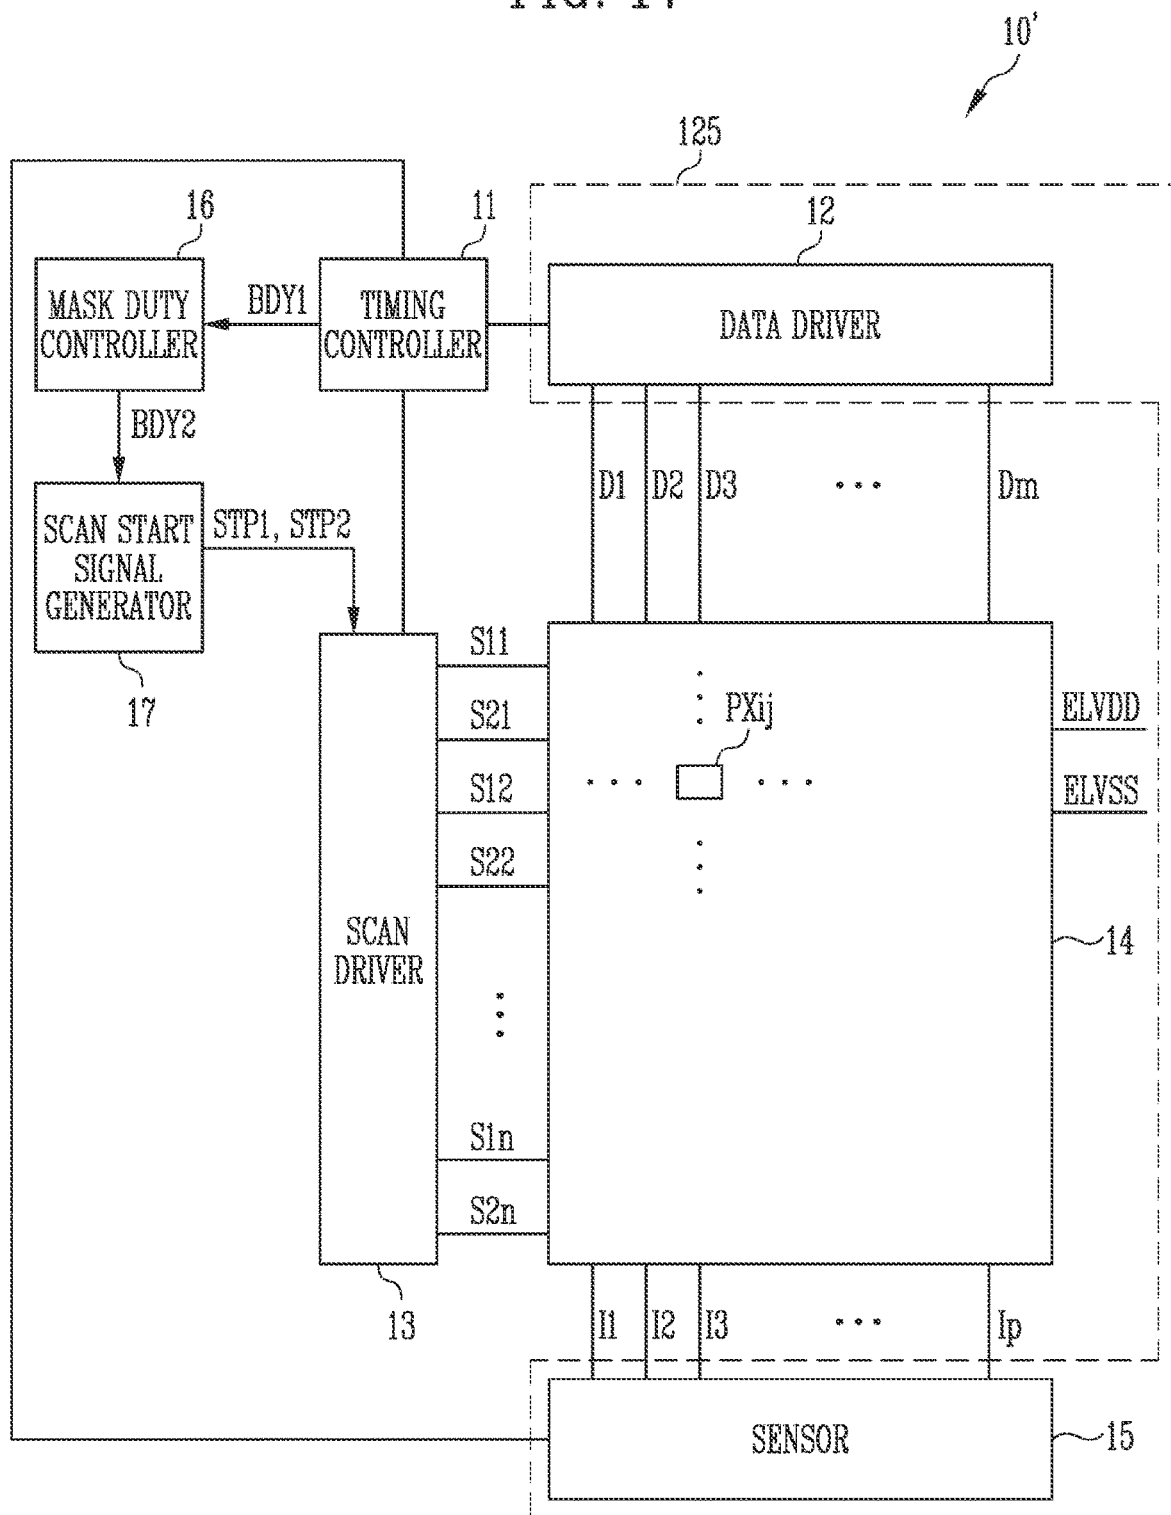 10'
125
16
11
12
MASK DUTY
CONTROLLER
BDY1
TIMING
CONTROLLER
DATA DRIVER
BDY2
D1
D2
D3
Dm
SCAN START
SIGNAL
GENERATOR
STP1, STP2
17
S11
S21
S12
S22
PXij
ELVDD
ELVSS
SCAN
DRIVER
14
S1n
S2n
13
I1
I2
I3
Ip
SENSOR
15